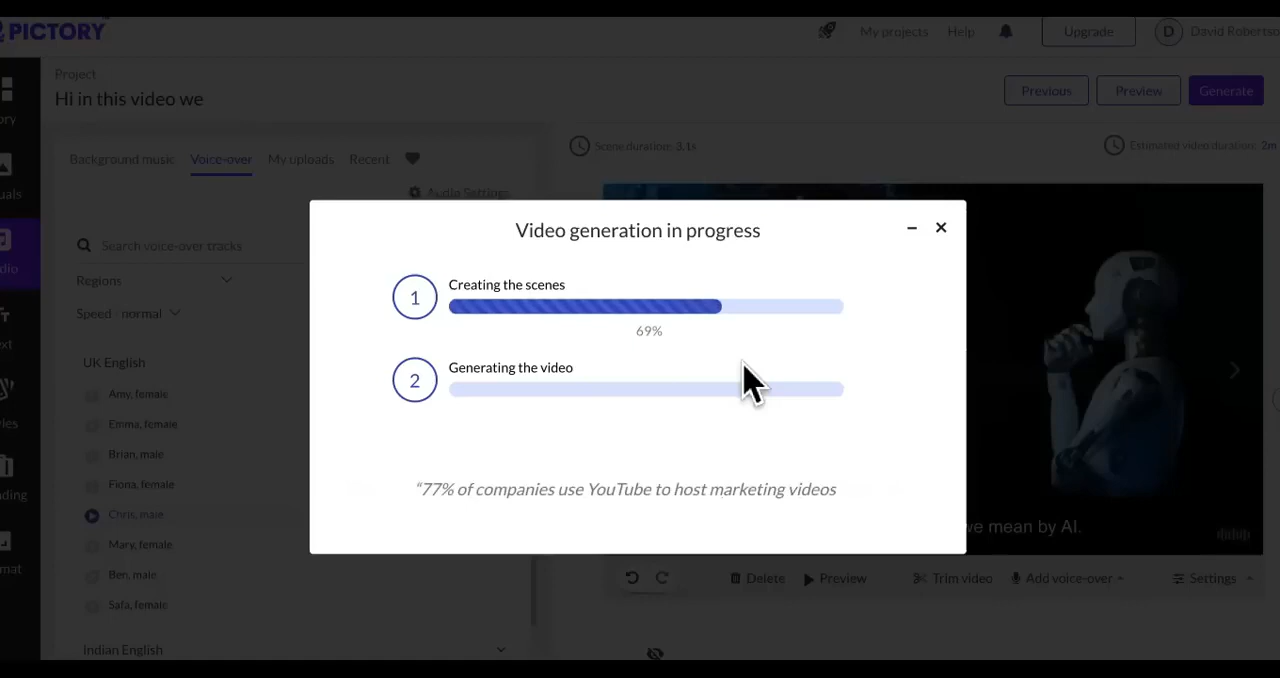 PICTORY
My projects
Help
Upgrade
D
David Roberts
Project
Hi in this video we
Previous
Preview
Generate
Background music
Voice-over
My uploads
Recent
Scene duration: 3.1s
Estimated video duration: 2m
Audio Settings
Video generation in progress
Search voice-over tracks
Regions
Speed - normal
1
Creating the scenes
69%
2
Generating the video
"77% of companies use YouTube to host marketing videos
UK English
Amy, female
Emma, female
Brian, male
Fiona, female
Chris, male
Mary, female
Ben, male
Safa, female
Indian English
we mean by AI.
Delete
Preview
Trim video
Add voice-over
Settings